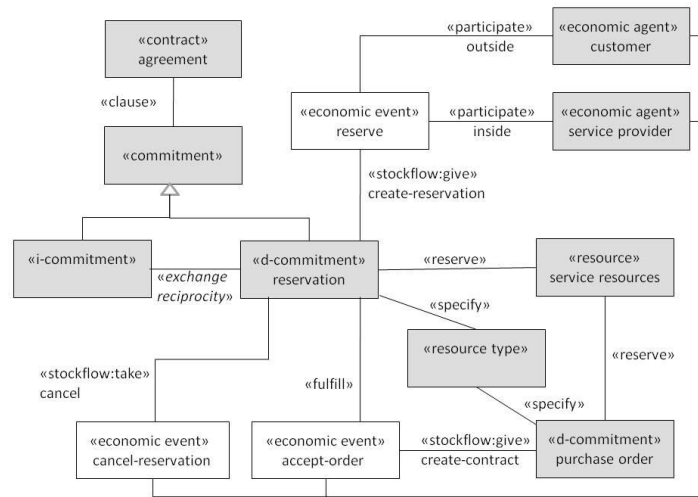 «contract»
agreement
«clause»
«commitment»
«participate»
outside
«economic agent»
customer
«economic event»
reserve
«participate»
inside
«economic agent»
service provider
«stockflow:give»
create-reservation
«i-commitment»
«exchange
reciprocity»
«d-commitment»
reservation
«reserve»
«resource»
service resources
«specify»
«resource type»
«reserve»
«stockflow:take»
cancel
«fulfill»
«specify»
«economic event»
cancel-reservation
«economic event»
accept-order
«stockflow:give»
create-contract
«d-commitment»
purchase order